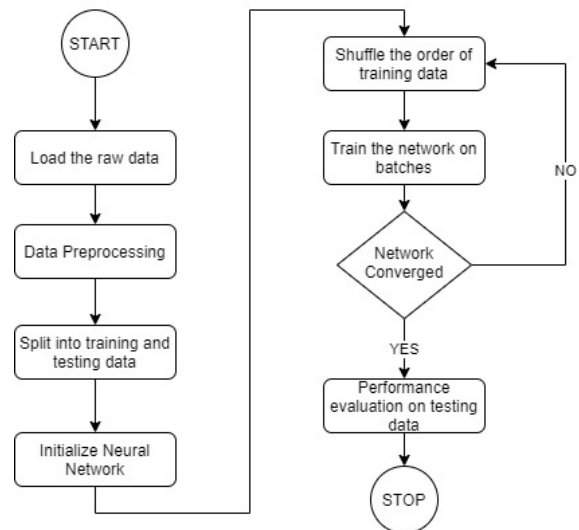 START
Load the raw data
Data Preprocessing
Split into training and
testing data
Initialize Neural
Network
Shuffle the order of
training data
Train the network on
batches
Network
Converged
NO
YES
Performance
evaluation on testing
data
STOP